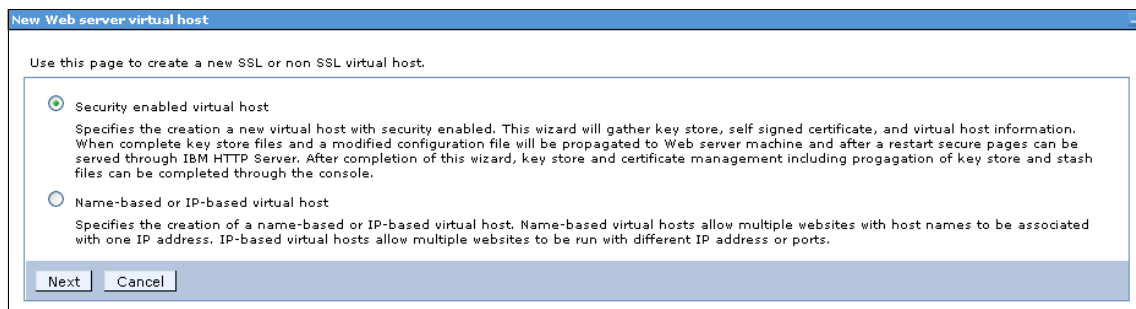 New Web server virtual host
Use this page to create a new SSL or non SSL virtual host.
Security enabled virtual host
Specifies the creation a new virtual host with security enabled. This wizard will gather key store, self signed certificate, and virtual host information.
When complete key store files and a modified configuration file will be propagated to Web server machine and after a restart secure pages can be
served through IBM HTTP Server. After completion of this wizard, key store and certificate management including progagation of key store and stash
files can be completed through the console.
Name-based or IP-based virtual host
Specifies the creation of a name-based or IP-based virtual host. Name-based virtual hosts allow multiple websites with host names to be associated
with one IP address. IP-based virtual hosts allow multiple websites to be run with different IP address or ports.
Next Cancel